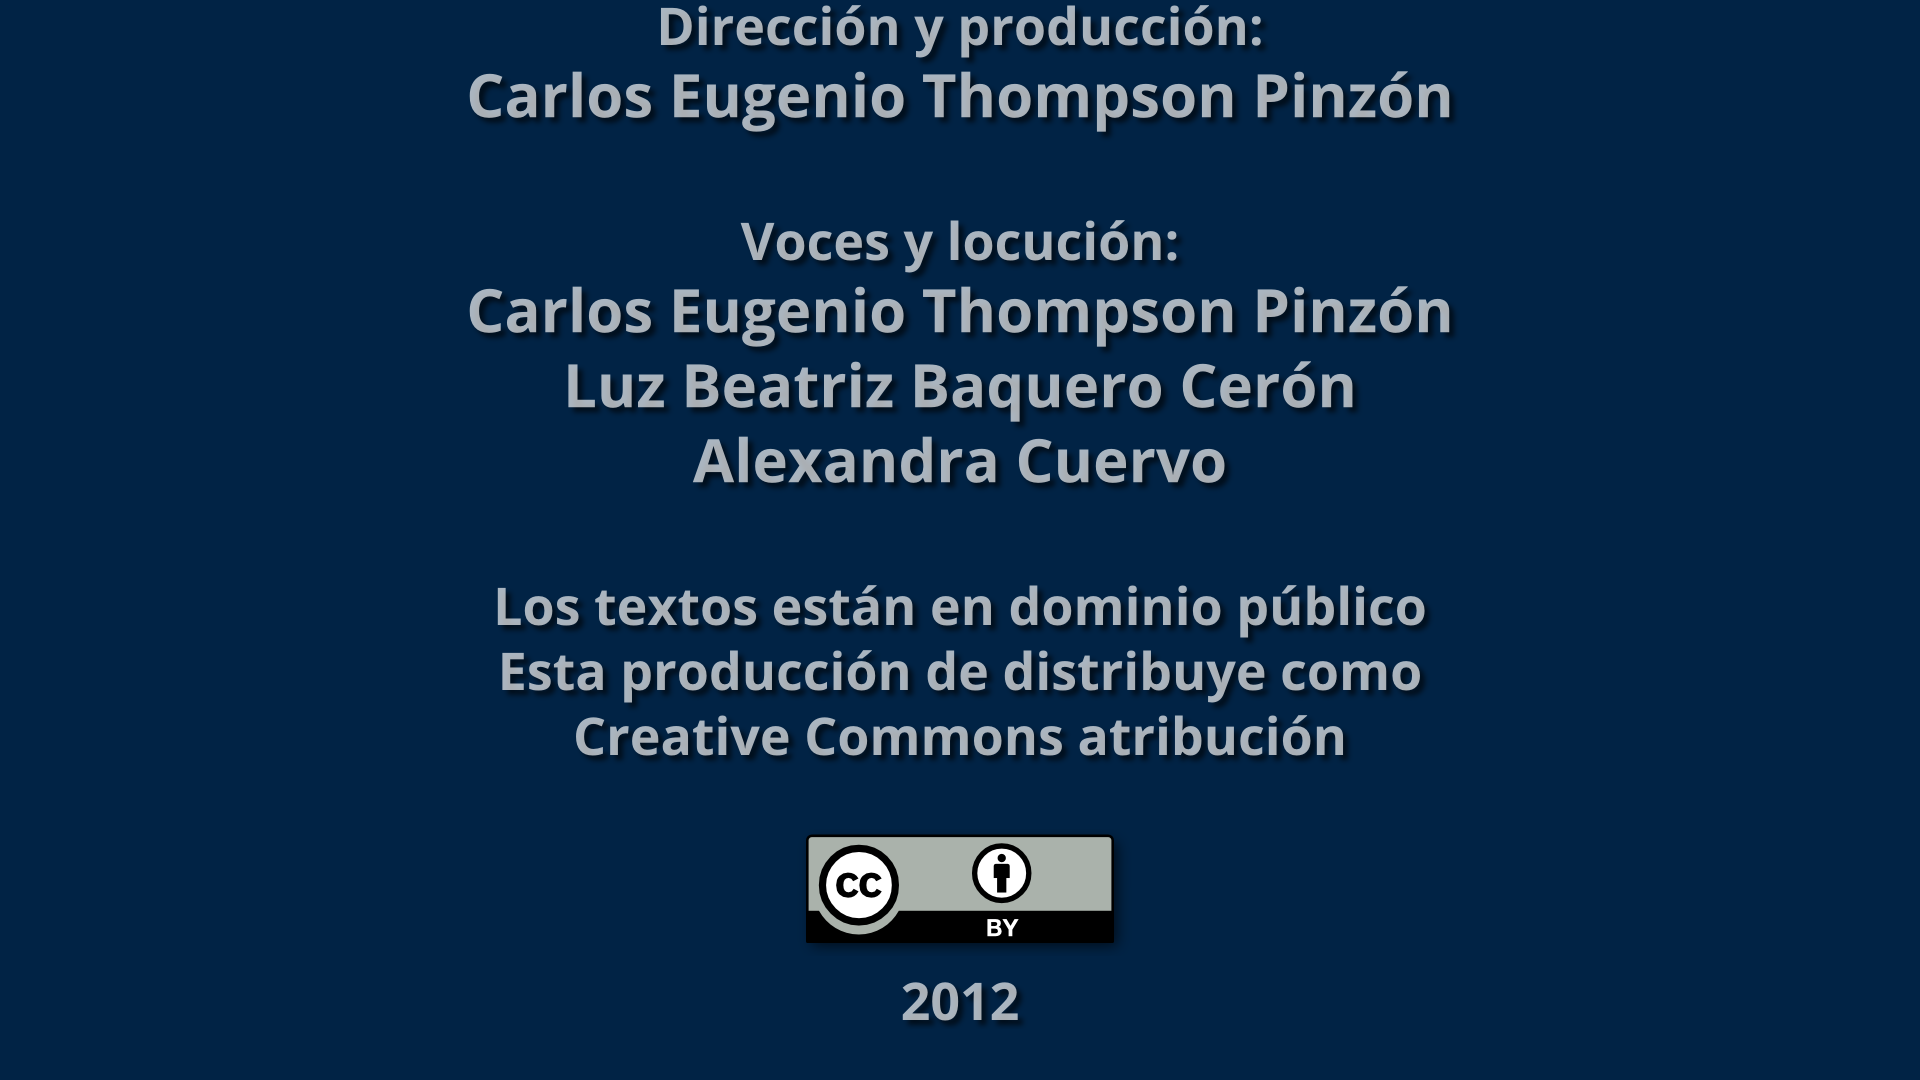 Dirección y producción:
Carlos Eugenio Thompson Pinzón
Voces y locución:
Carlos Eugenio Thompson Pinzón
Luz Beatriz Baquero Cerón
Alexandra Cuervo
Los textos están en dominio público
Esta producción de distribuye como
Creative Commons atribución
cc
BY
2012